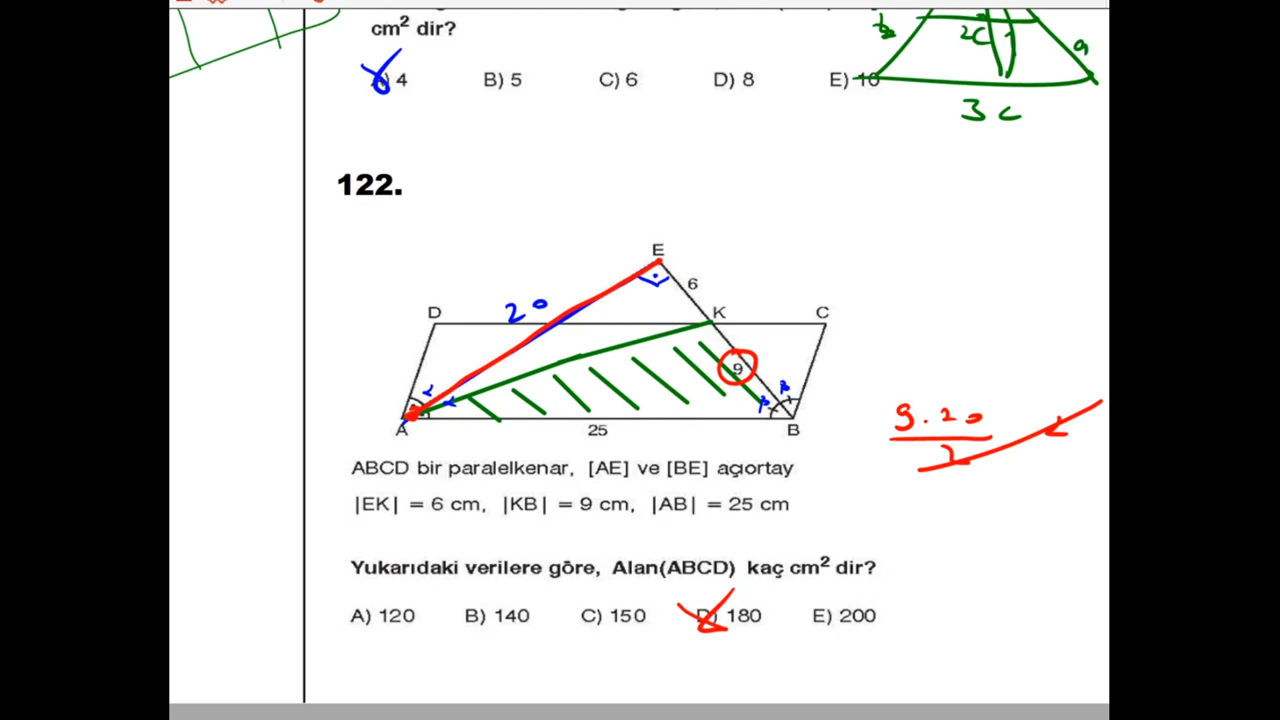 cm² dir?
A) 4 B) 5 C) 6 D) 8 E) 10
2C
a
3 c
122.
E
6
20
D K C
9
α β
α β
A 25 B
9.20
2
ABCD bir paralelkenar, [AE] ve [BE] açıortay
|EK| = 6 cm, |KB| = 9 cm, |AB| = 25 cm
Yukarıdaki verilere göre, Alan(ABCD) kaç cm² dir?
A) 120 B) 140 C) 150 D) 180 E) 200